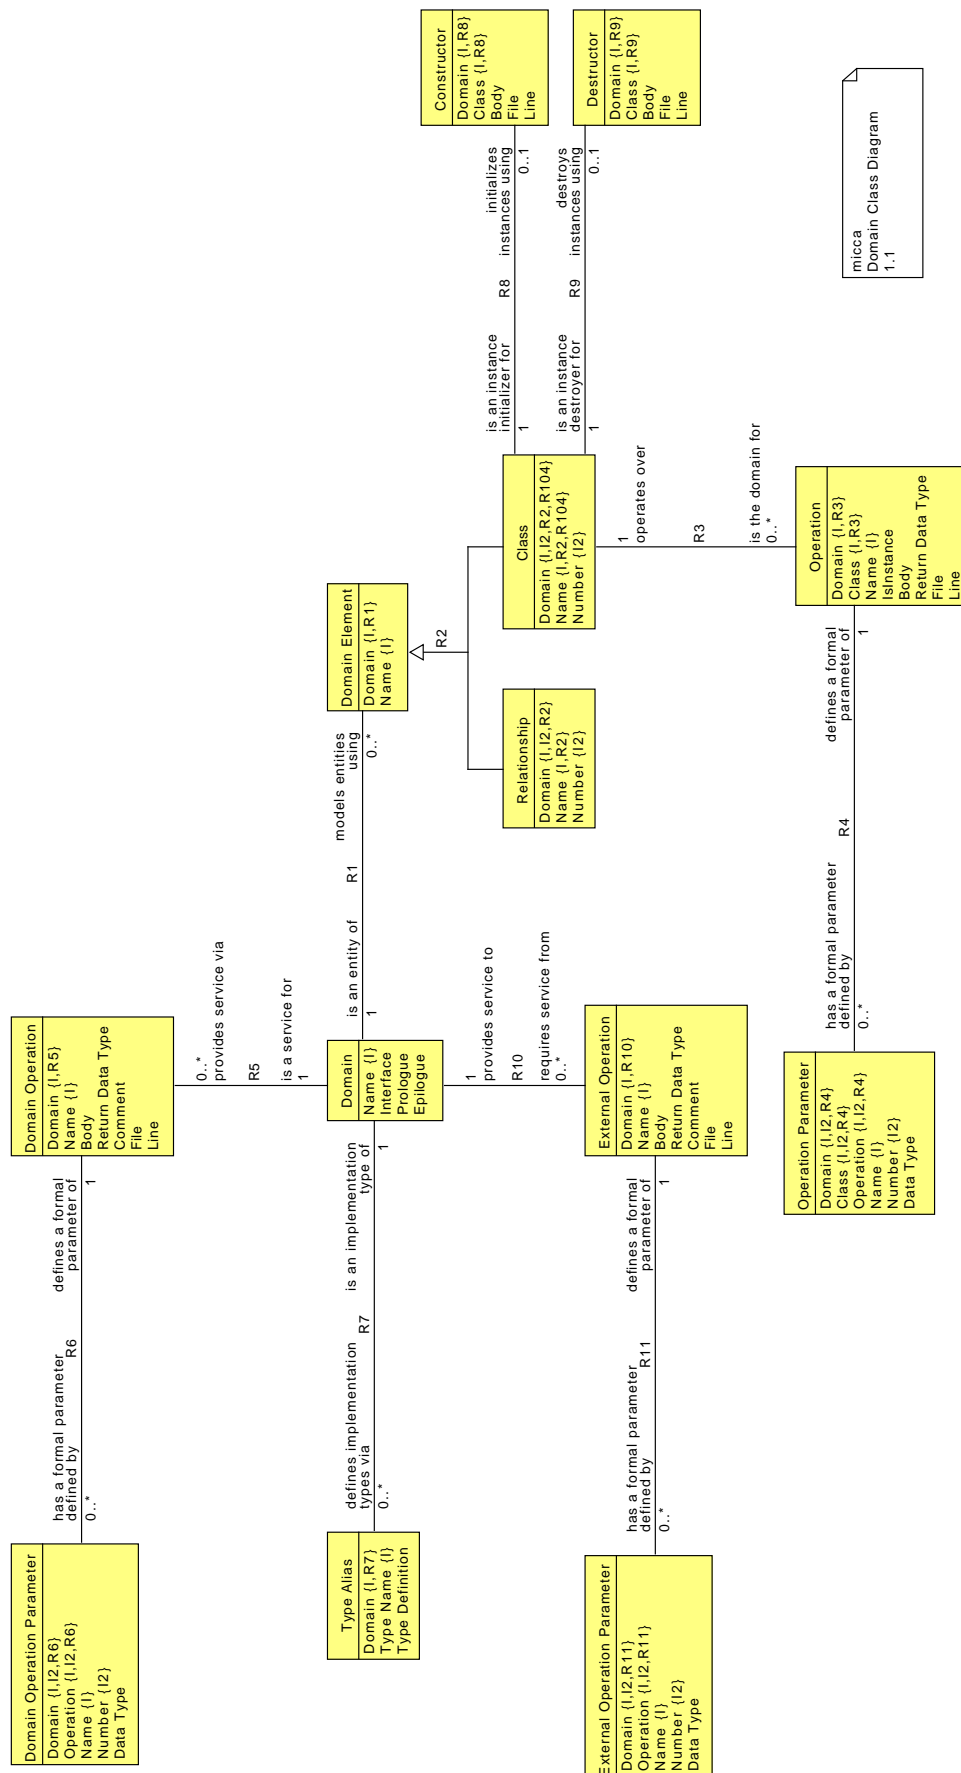 Domain Operation Parameter
Domain {I,I2,R6}
Operation {I,I2,R6}
Name {I}
Number {I2}
Data Type
has a formal parameter
defined by
0..*
R6
defines a formal
parameter of
1
Domain Operation
Domain {I,R5}
Name {I}
Body
Return Data Type
Comment
File
Line
0..*
provides service via
R5
is a service for
1
Type Alias
Domain {I,R7}
Type Name {I}
Type Definition
defines implementation
types via
0..*
R7
is an implementation
type of
1
Domain
Name {I}
Interface
Prologue
Epilogue
is an entity of
1
R1
models entities
using
0..*
Domain Element
Domain {I,R1}
Name {I}
R2
1
provides service to
R10
requires service from
0..*
External Operation Parameter
Domain {I,I2,R11}
Operation {I,I2,R11}
Name {I}
Number {I2}
Data Type
has a formal parameter
defined by
0..*
R11
defines a formal
parameter of
1
External Operation
Domain {I,R10}
Name {I}
Body
Return Data Type
Comment
File
Line
Relationship
Domain {I,I2,R2}
Name {I,R2}
Number {I2}
Class
Domain {I,I2,R2,R104}
Name {I,R2,R104}
Number {I2}
is an instance
initializer for
1
R8
initializes
instances using
0..1
Constructor
Domain {I,R8}
Class {I,R8}
Body
File
Line
is an instance
destroyer for
1
R9
destroys
instances using
0..1
Destructor
Domain {I,R9}
Class {I,R9}
Body
File
Line
1
operates over
R3
is the domain for
0..*
Operation Parameter
Domain {I,I2,R4}
Class {I,I2,R4}
Operation {I,I2,R4}
Name {I}
Number {I2}
Data Type
has a formal parameter
defined by
0..*
R4
defines a formal
parameter of
1
Operation
Domain {I,R3}
Class {I,R3}
Name {I}
IsInstance
Body
Return Data Type
File
Line
micca
Domain Class Diagram
1.1